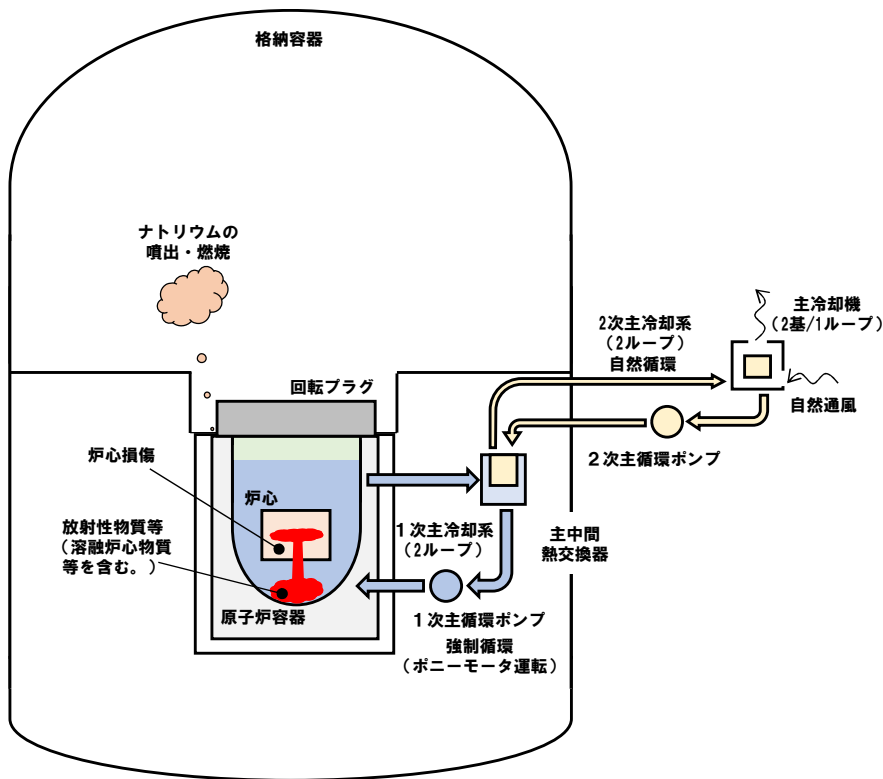 格納容器
ナトリウムの
噴出・燃焼
主冷却機
(2基/1ループ)
2次主冷却系
(2ループ)
自然循環
自然通風
回転プラグ
2次主循環ポンプ
炉心損傷
炉心
放射性物質等
(溶融炉心物質
等を含む。)
1次主冷却系
(2ループ)
主中間
熱交換器
原子炉容器
1次主循環ポンプ
強制循環
(ポニーモータ運転)